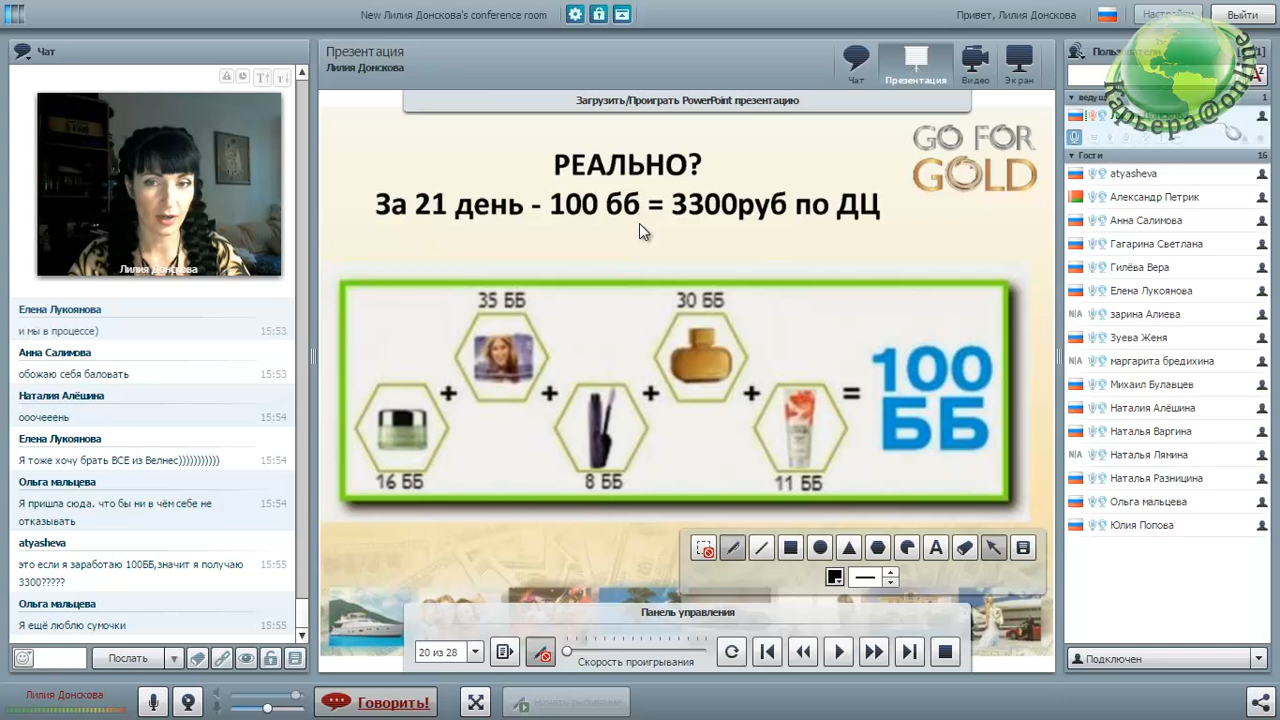 New Лилия Донскова's conference room
Привет, Лилия Донскова
Настройки
Выйти
Чат
Лилия Донскова
Елена Лукоянова
и мы в процессе)
15:53
Анна Салимова
обожаю себя баловать
15:53
Наталия Алёшина
ооочееень
15:54
Елена Лукоянова
Я тоже хочу брать ВСЕ из Велнес)))))))))))
15:54
Ольга мальцева
Я пришла сюда. что бы ни в чём себе не
отказывать
15:54
atyasheva
это если я заработаю 100ББ,значит я получаю
3300?????
15:55
Ольга мальцева
Я ещё люблю сумочки
15:55
Послать
Презентация
Лилия Донскова
Чат
Презентация
Видео
Экран
Загрузить/Проиграть PowerPoint презентацию
GO FOR
GOLD
РЕАЛЬНО?
За 21 день - 100 бб = 3300руб по ДЦ
35 ББ
30 ББ
+
+
+
+
=
100
ББ
16 ББ
8 ББ
11 ББ
A
Панель управления
20 из 28
Скорость проигрывания
Пользователи
1]
карьера@online
ведущ
1
Гости
16
atyasheva
Александр Петрик
Анна Салимова
Гагарина Светлана
Гилёва Вера
Елена Лукоянова
N/A
зарина Алиева
Зуева Женя
N/A
маргарита бредихина
Михаил Булавцев
Наталия Алёшина
Наталья Варгина
N/A
Наталья Лямина
Наталья Разницина
Ольга мальцева
Юлия Попова
Подключен
Лилия Донскова
Говорить!
Начать рисование